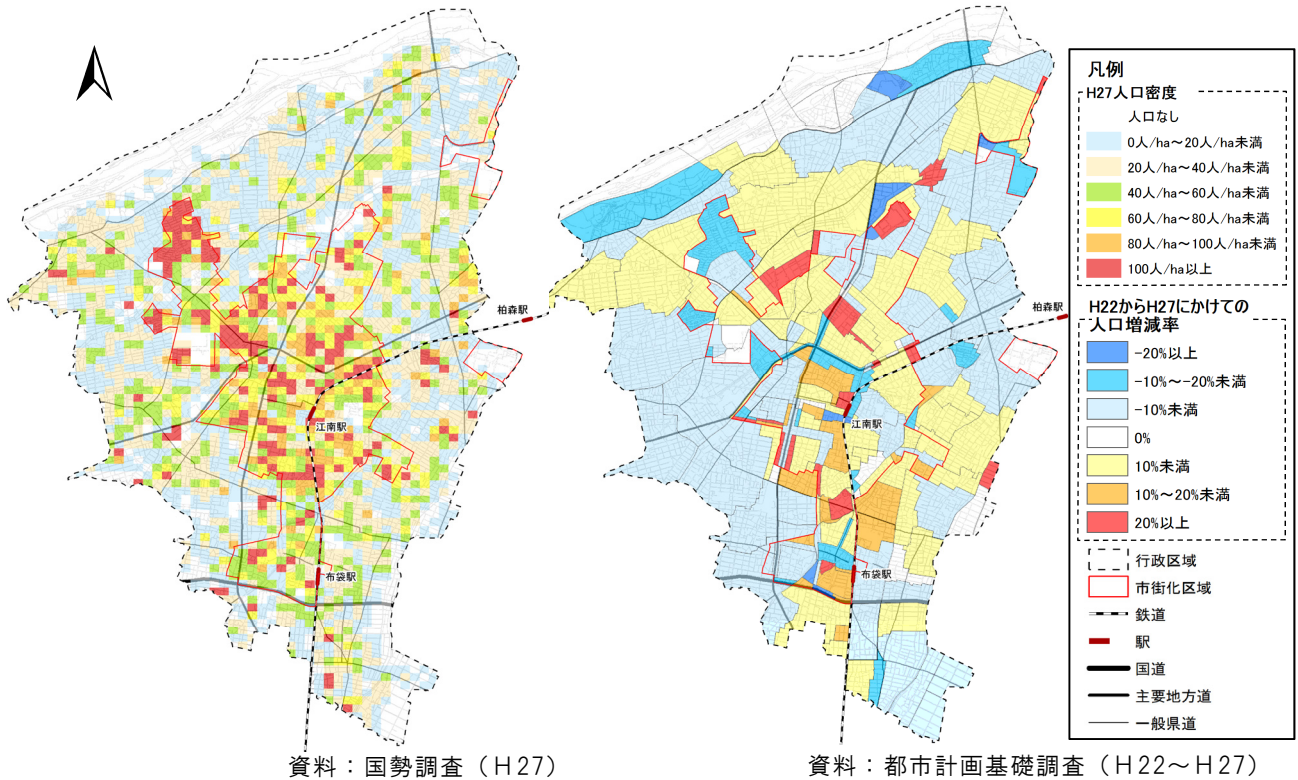 柏森駅
江南駅
布袋駅
資料：国勢調査（H27）
柏森駅
江南駅
布袋駅
資料：都市計画基礎調査（H22～H27）
凡例
H27人口密度
人口なし
0人/ha～20人/ha未満
20人/ha～40人/ha未満
40人/ha～60人/ha未満
60人/ha～80人/ha未満
80人/ha～100人/ha未満
100人/ha以上
H22からH27にかけての
人口増減率
-20%以上
-10%～-20%未満
-10%未満
0%
10%未満
10%～20%未満
20%以上
行政区域
市街化区域
鉄道
駅
国道
主要地方道
一般県道